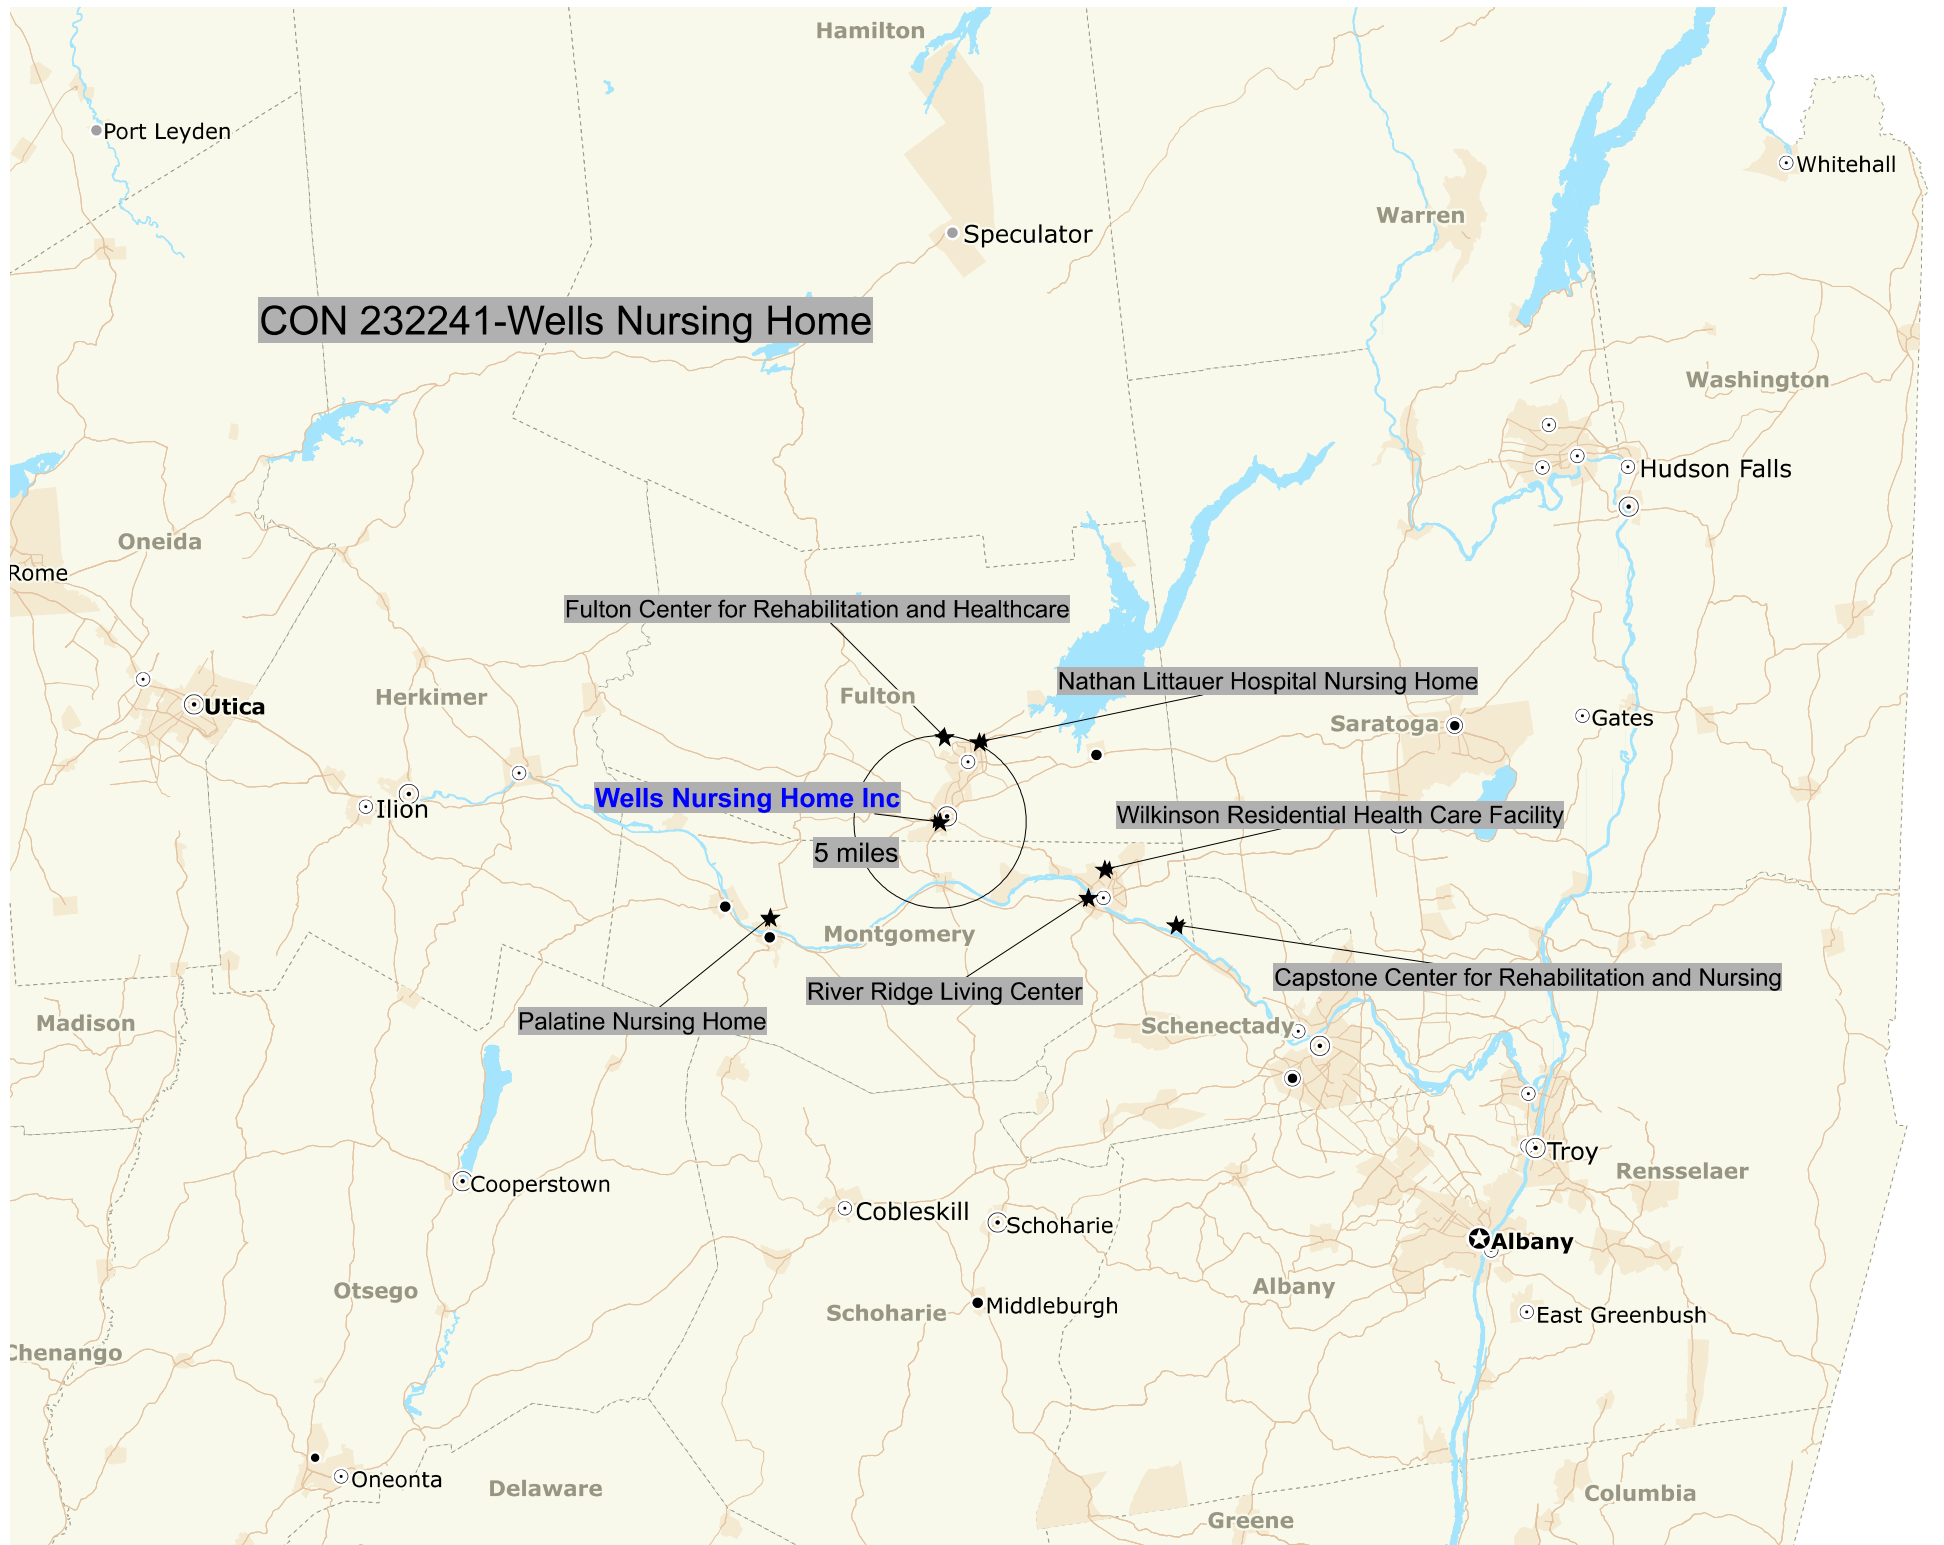 Hamilton
Port Leyden
Whitehall
Warren
Speculator
CON 232241-Wells Nursing Home
Washington
Hudson Falls
Oneida
Rome
Fulton Center for Rehabilitation and Healthcare
Nathan Littauer Hospital Nursing Home
Herkimer
Fulton
Utica
Saratoga
Gates
Wells Nursing Home Inc
Ilion
Wilkinson Residential Health Care Facility
5 miles
Montgomery
Capstone Center for Rehabilitation and Nursing
River Ridge Living Center
Palatine Nursing Home
Madison
Schenectady
Troy
Rensselaer
Cooperstown
Cobleskill
Schoharie
Albany
Otsego
Albany
Schoharie
Middleburgh
East Greenbush
Chenango
Oneonta
Delaware
Columbia
Greene